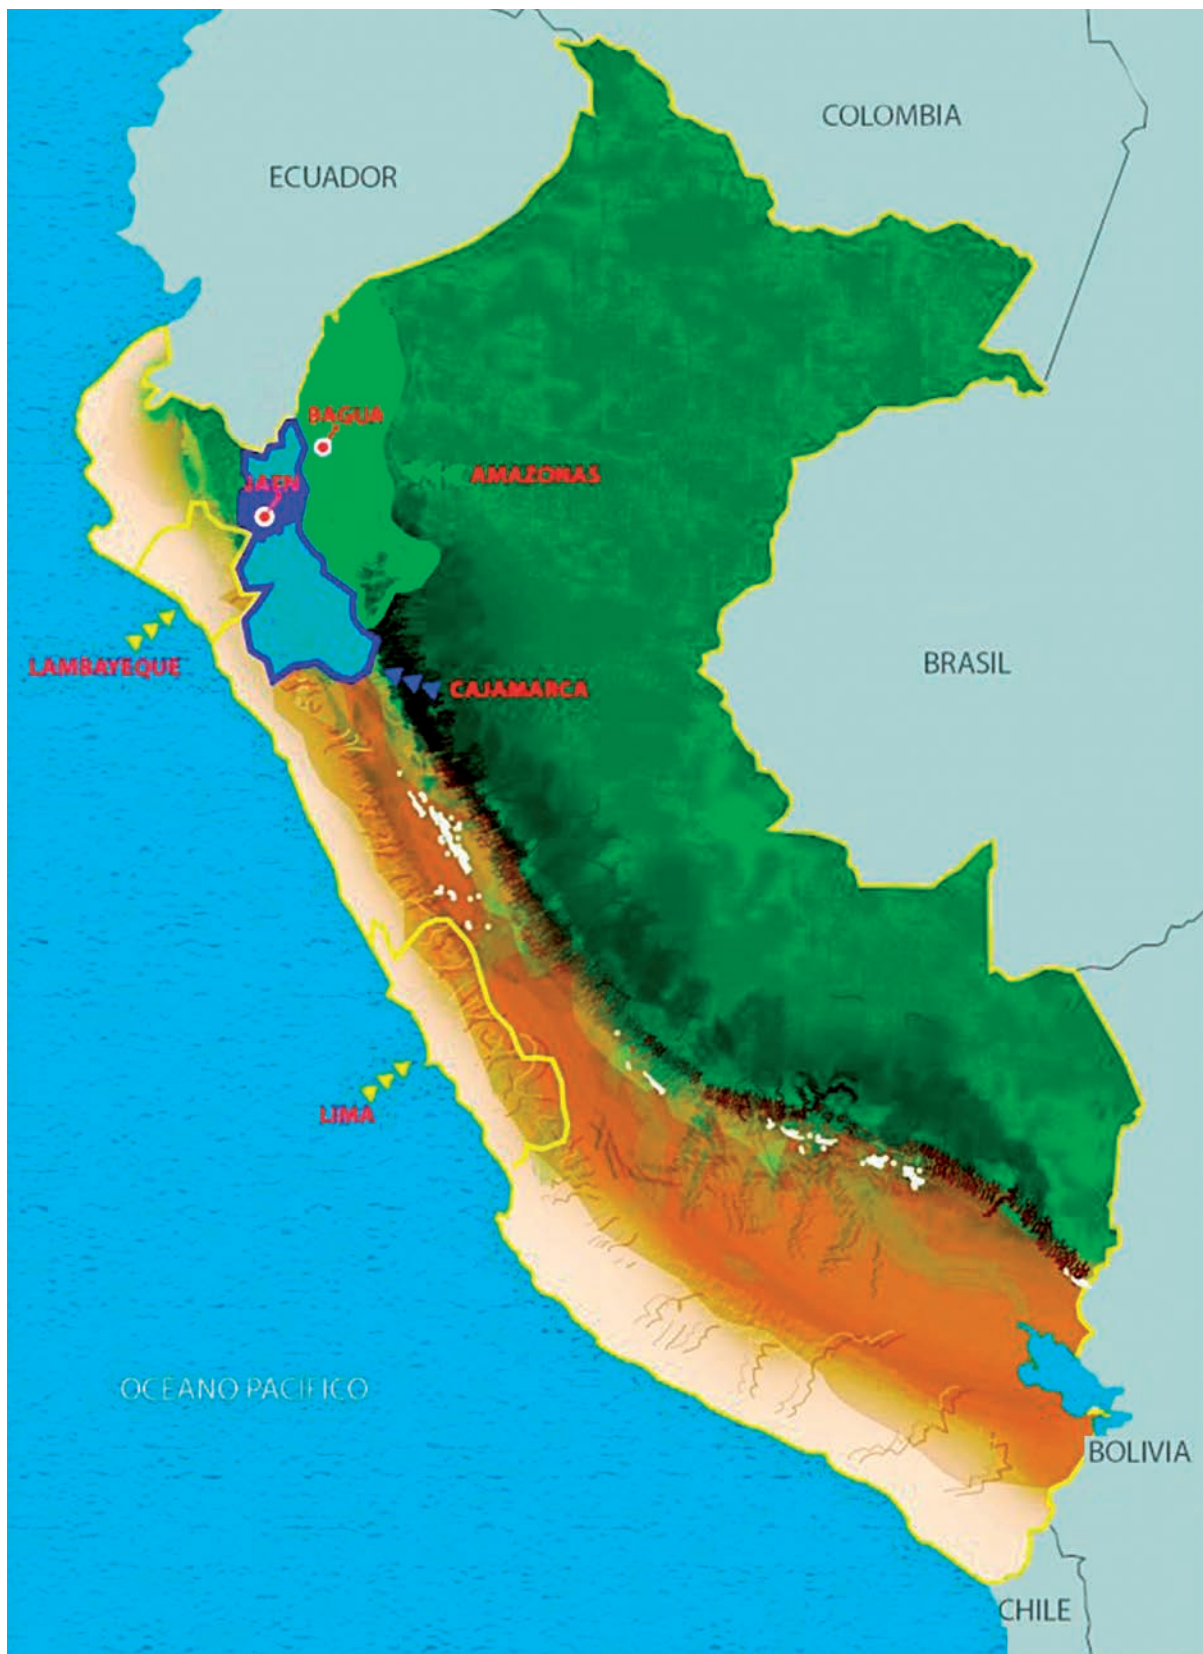 COLOMBIA
ECUADOR
BAGUA
AMAZONAS
JAEN
LAMBAYEQUE
BRASIL
CAJAMARCA
LIMA
OCEANO PACIFICO
BOLIVIA
CHILE